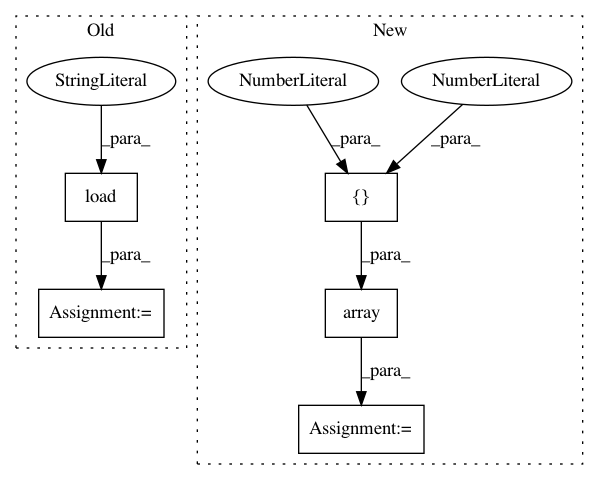 Old
New
StringLiteral
NumberLiteral
NumberLiteral
_para_
_para_
_para_
load
{}
_para_
_para_
Assignment:=
array
_para_
Assignment:=